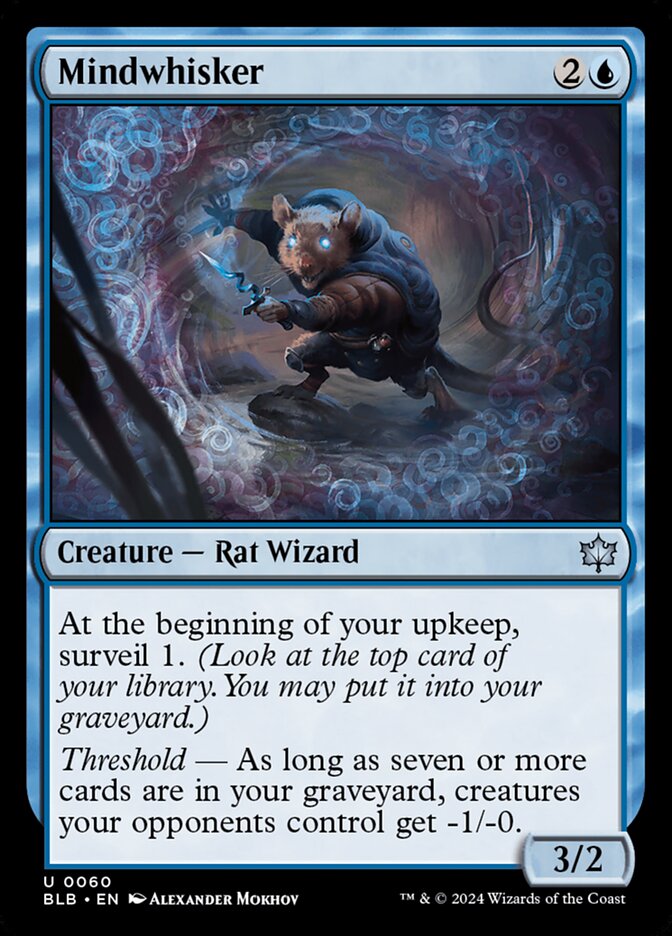 Mindwhisker 2
Creature — Rat Wizard
At the beginning of your upkeep,
surveil 1. (Look at the top card of
your library. You may put it into your
graveyard.)
Threshold — As long as seven or more
cards are in your graveyard, creatures
your opponents control get -1/-0.
3/2
U 0060
BLB • EN Alexander Mokhov
™ & © 2024 Wizards of the Coast